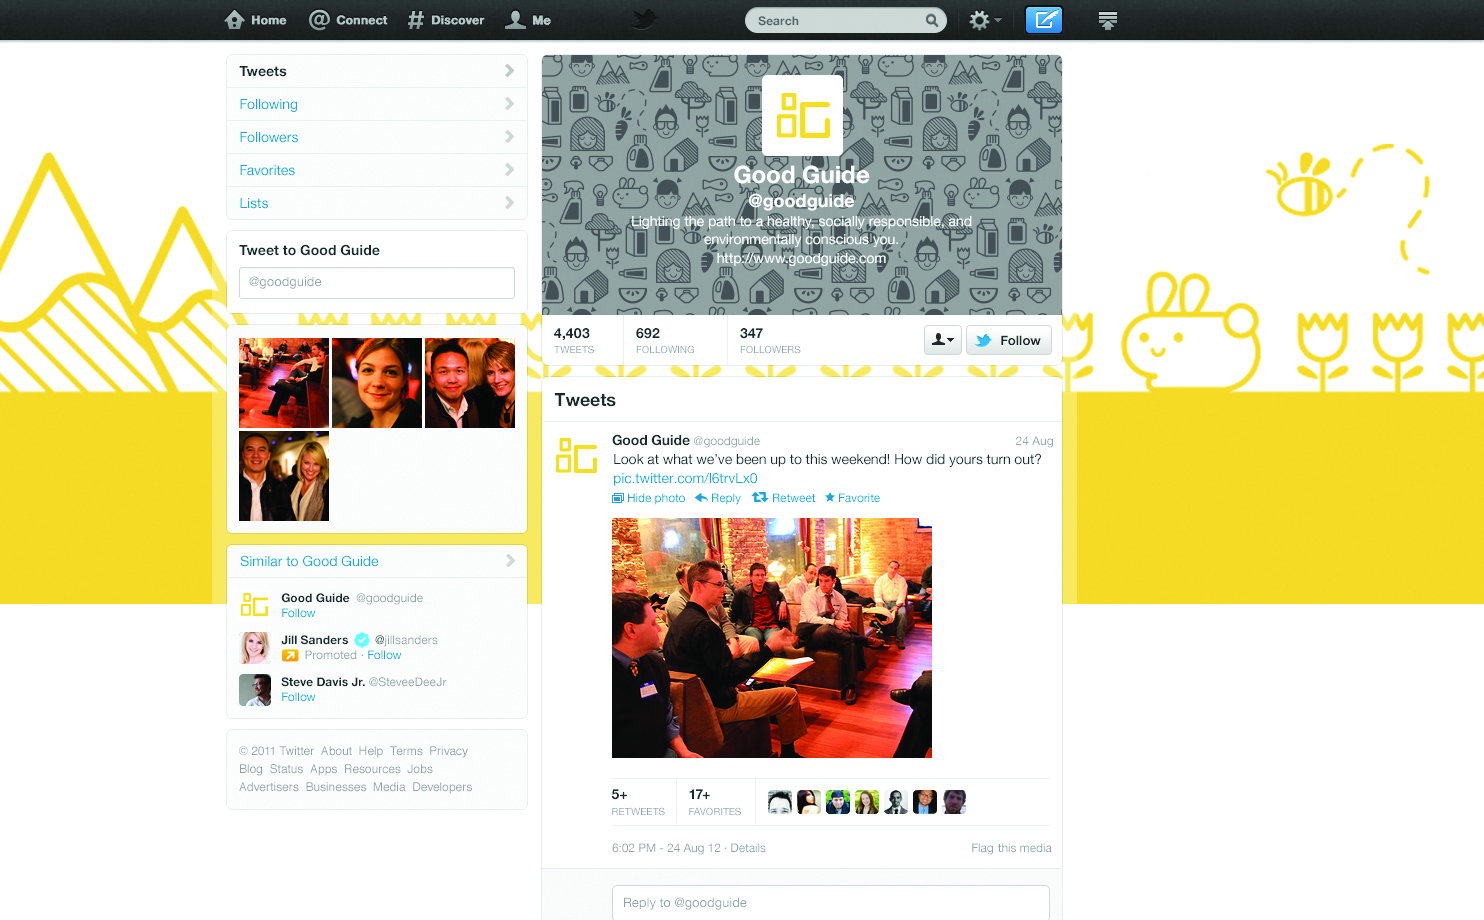 Home Connect Discover Me Search
Tweets
Following
Followers
Favorites
Lists
Tweet to Good Guide
@goodguide
Similar to Good Guide
Good Guide @goodguide
Follow
Jill Sanders @jillsanders
Promoted · Follow
Steve Davis Jr. @SteveeDeeJr
Follow
© 2011 Twitter About Help Terms Privacy
Blog Status Apps Resources Jobs
Advertisers Businesses Media Developers
Good Guide
@goodguide
Lighting the path to a healthy, socially responsible, and
environmentally conscious you.
http://www.goodguide.com
4,403 692 347
TWEETS FOLLOWING FOLLOWERS
Follow
Tweets
Good Guide @goodguide 24 Aug
Look at what we've been up to this weekend! How did yours turn out?
pic.twitter.com/l6trvLx0
Hide photo Reply Retweet Favorite
5+ 17+
RETWEETS FAVORITES
6:02 PM - 24 Aug 12 · Details Flag this media
Reply to @goodguide